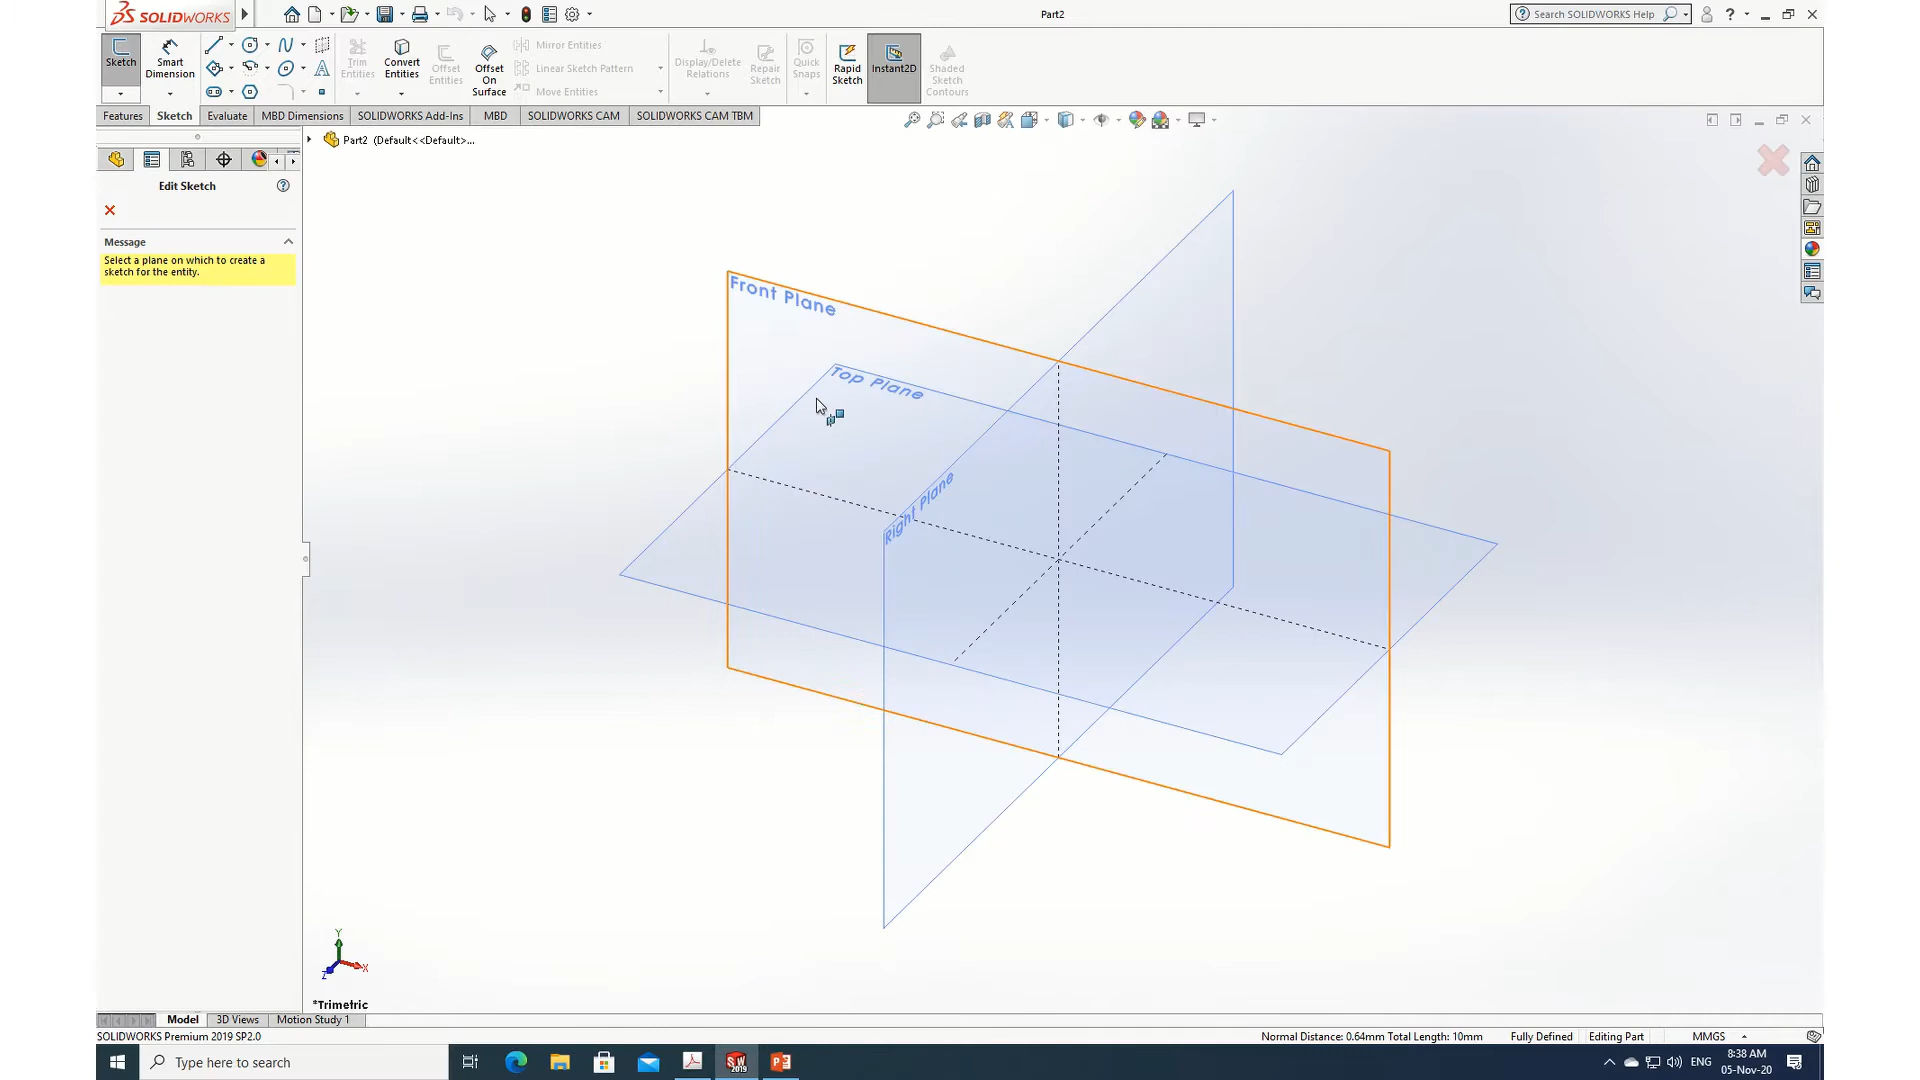 SOLIDWORKS
Part2
Search SOLIDWORKS Help
Sketch
Smart Dimension
Trim Entities
Convert Entities
Offset Entities
Offset On Surface
Mirror Entities
Linear Sketch Pattern
Move Entities
Display/Delete Relations
Repair Sketch
Quick Snaps
Rapid Sketch
Instant2D
Shaded Sketch Contours
Features
Sketch
Evaluate
MBD Dimensions
SOLIDWORKS Add-Ins
MBD
SOLIDWORKS CAM
SOLIDWORKS CAM TBM
Part2 (Default<<Default>...
Edit Sketch
Message
Select a plane on which to create a
sketch for the entity.
Front Plane
Top Plane
Right Plane
Y
X
Z
*Trimetric
Model
3D Views
Motion Study 1
SOLIDWORKS Premium 2019 SP2.0
Normal Distance: 0.64mm Total Length: 10mm
Fully Defined
Editing Part
MMGS
Type here to search
SW
2019
ENG
8:38 AM
05-Nov-20